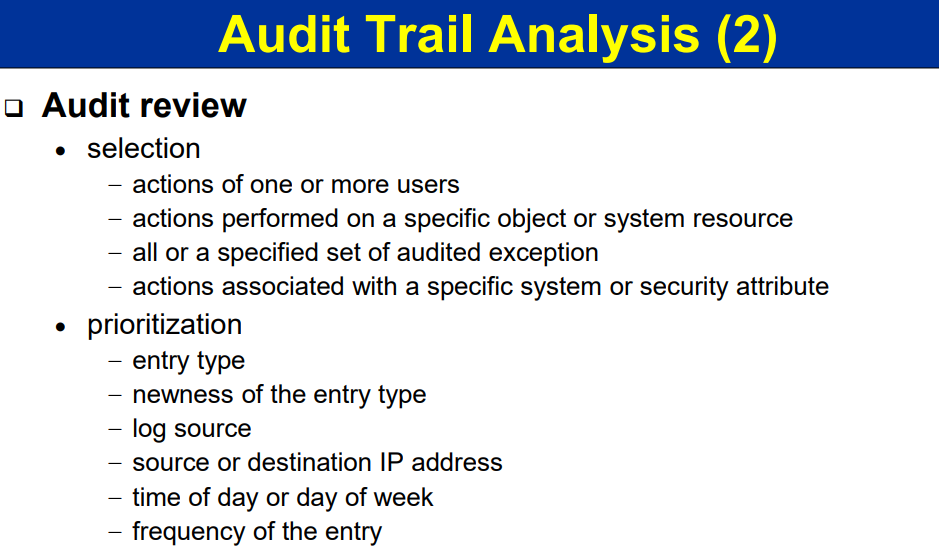 Audit Trail Analysis (2)
❑ Audit review
• selection
– actions of one or more users
– actions performed on a specific object or system resource
– all or a specified set of audited exception
– actions associated with a specific system or security attribute
• prioritization
– entry type
– newness of the entry type
– log source
– source or destination IP address
– time of day or day of week
– frequency of the entry